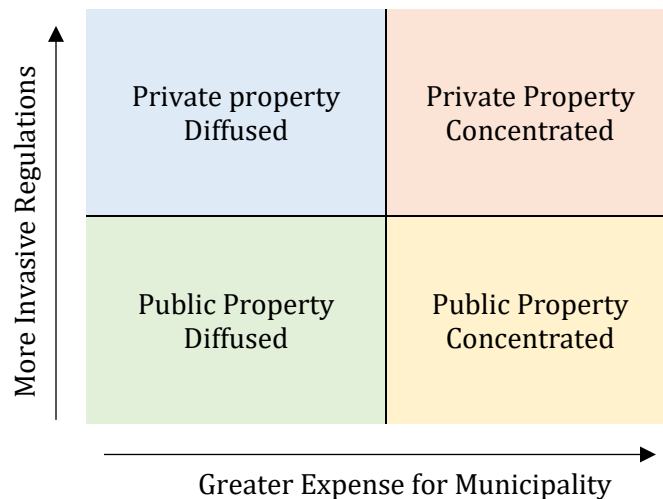 More Invasive Regulations
Private property
Diffused
Private Property
Concentrated
Public Property
Diffused
Public Property
Concentrated
Greater Expense for Municipality